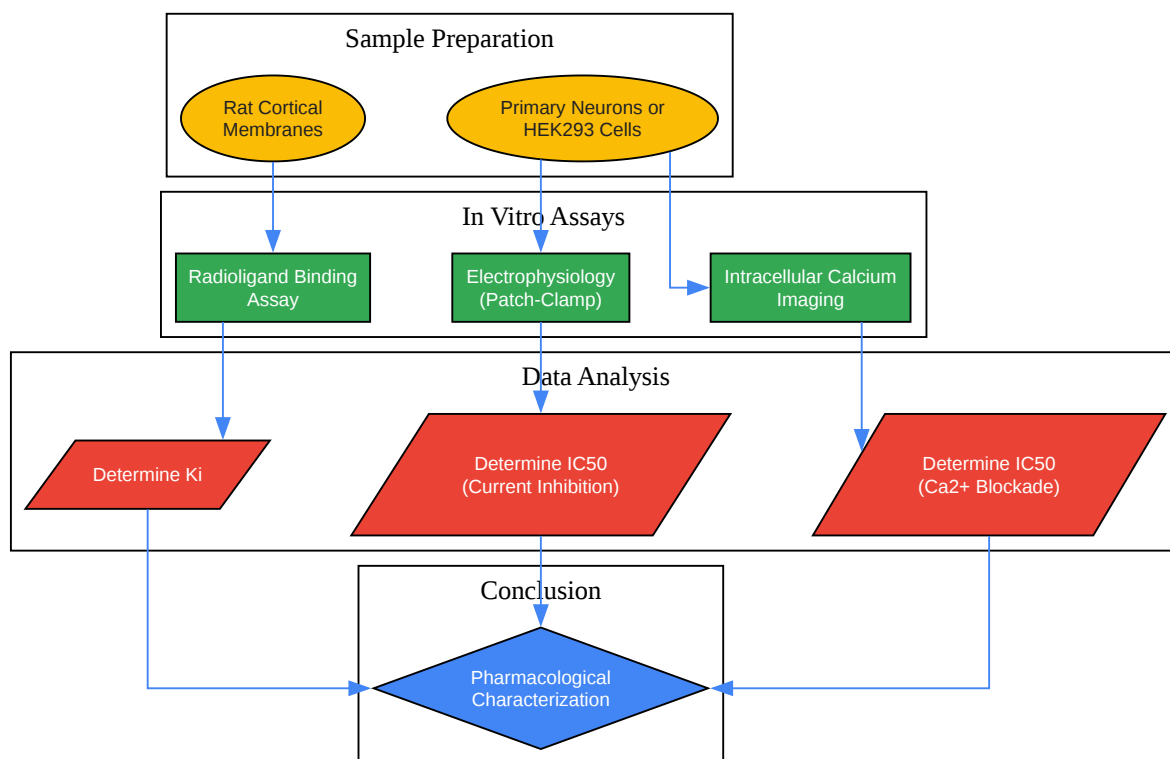 Sample Preparation
Rat Cortical
Membranes
Primary Neurons or
HEK293 Cells
In Vitro Assays
Radioligand Binding
Assay
Electrophysiology
(Patch-Clamp)
Intracellular Calcium
Imaging
Data Analysis
Determine Ki
Determine IC50
(Current Inhibition)
Determine IC50
(Ca2+ Blockade)
Conclusion
Pharmacological
Characterization